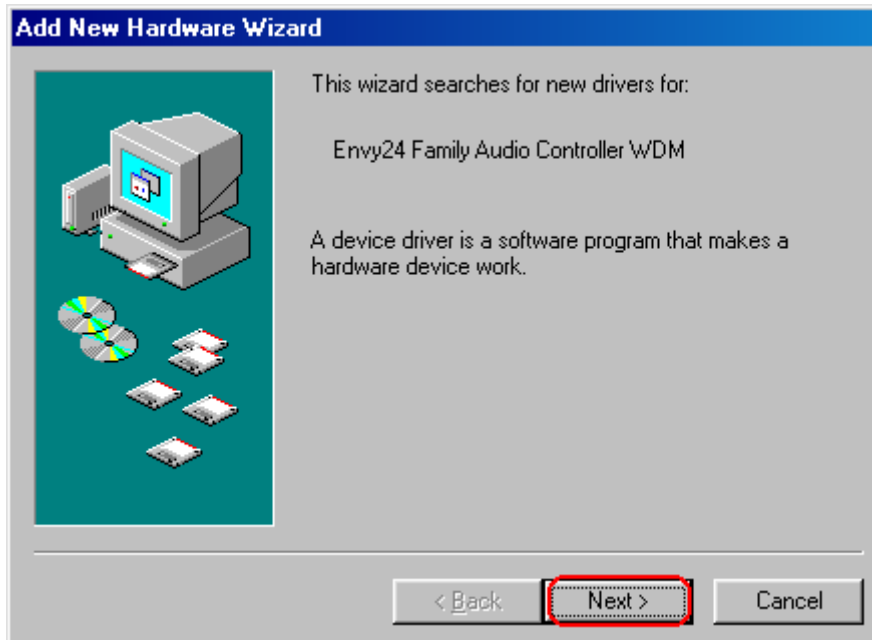 Add New Hardware Wizard
This wizard searches for new drivers for:
Envy24 Family Audio Controller WDM
A device driver is a software program that makes a
hardware device work.
< Back
Next >
Cancel